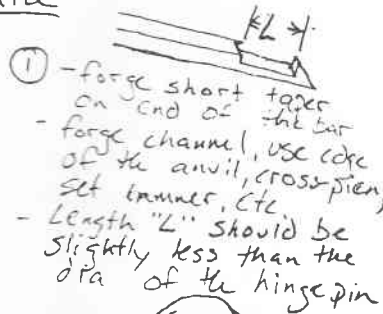 L
① - forge short taper
on end of the bar
- forge channel, use edge
of the anvil, cross-pien,
set hammer, etc
- Length "L" should be
slightly less than the
dia of the hinge pin